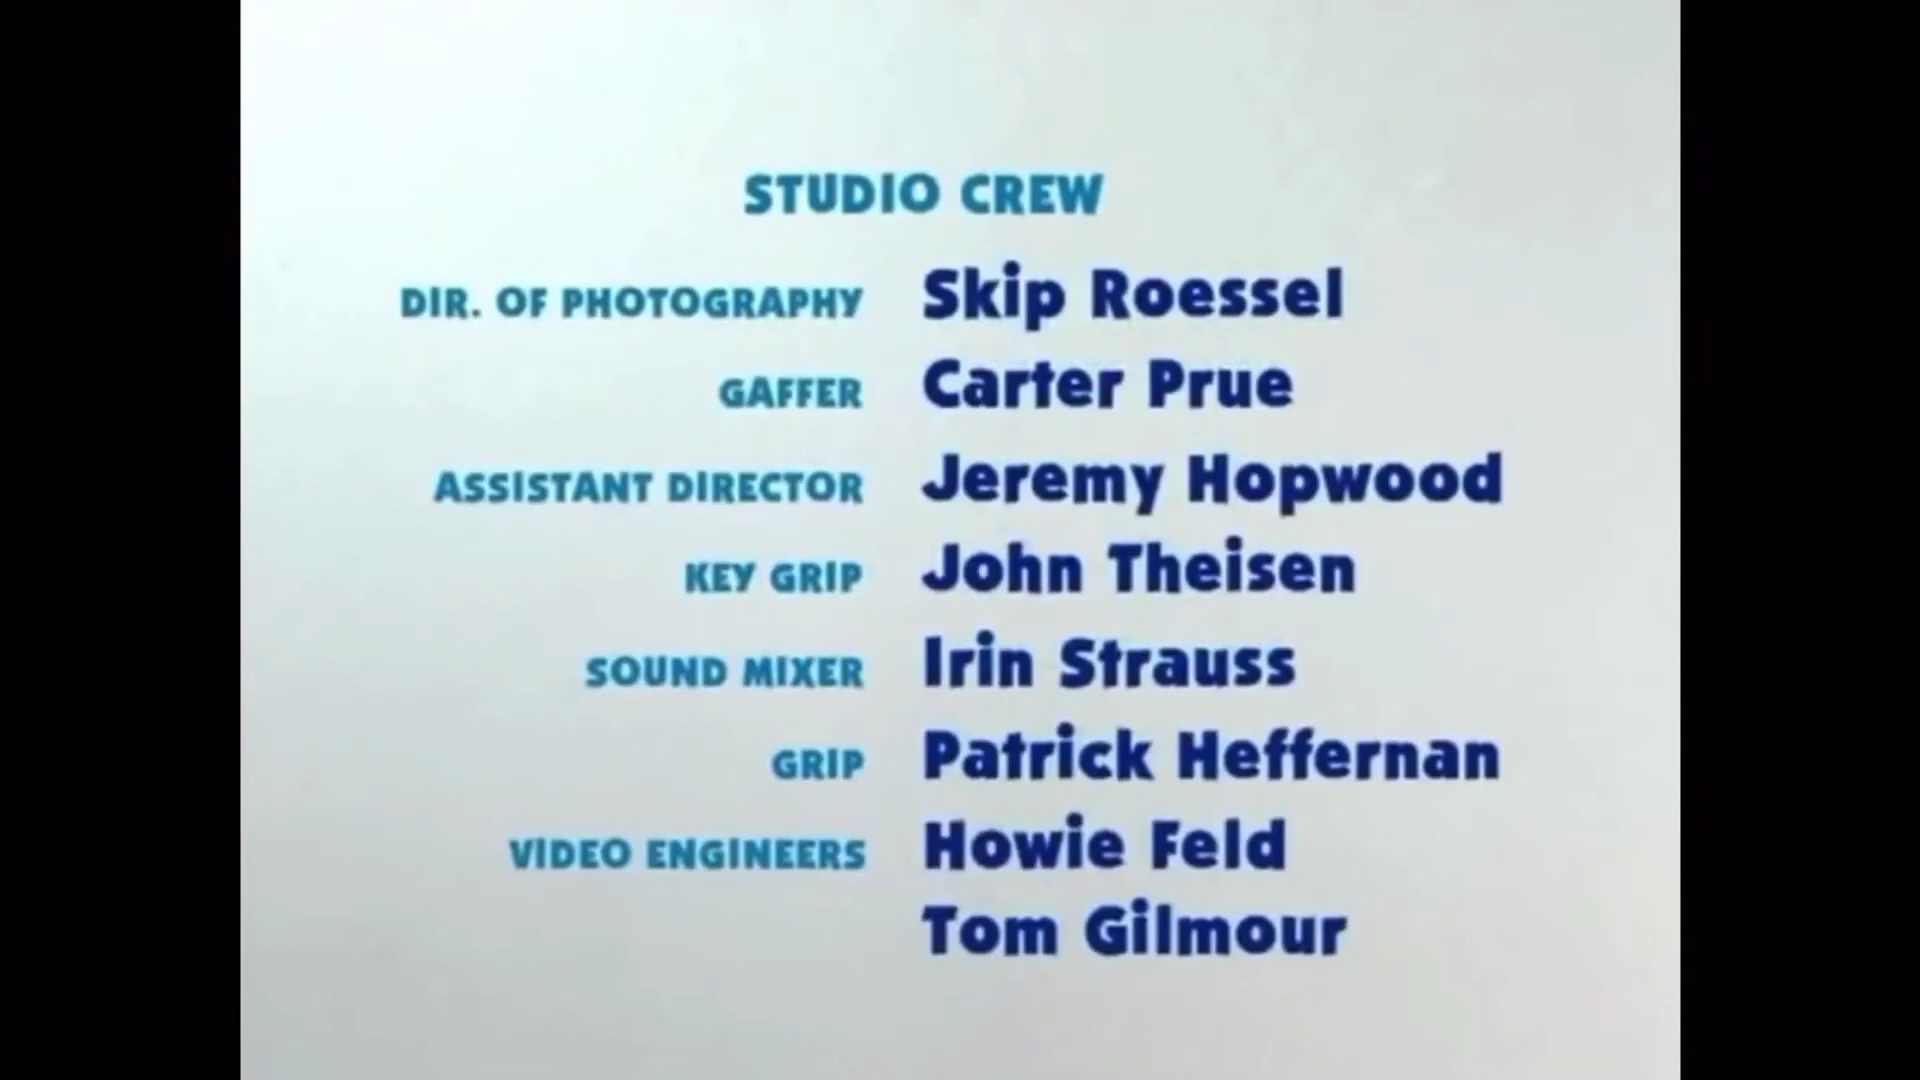 STUDIO CREW
DIR. OF PHOTOGRAPHY Skip Roessel
GAFFER Carter Prue
ASSISTANT DIRECTOR Jeremy Hopwood
KEY GRIP John Theisen
SOUND MIXER Irin Strauss
GRIP Patrick Heffernan
VIDEO ENGINEERS Howie Feld
Tom Gilmour